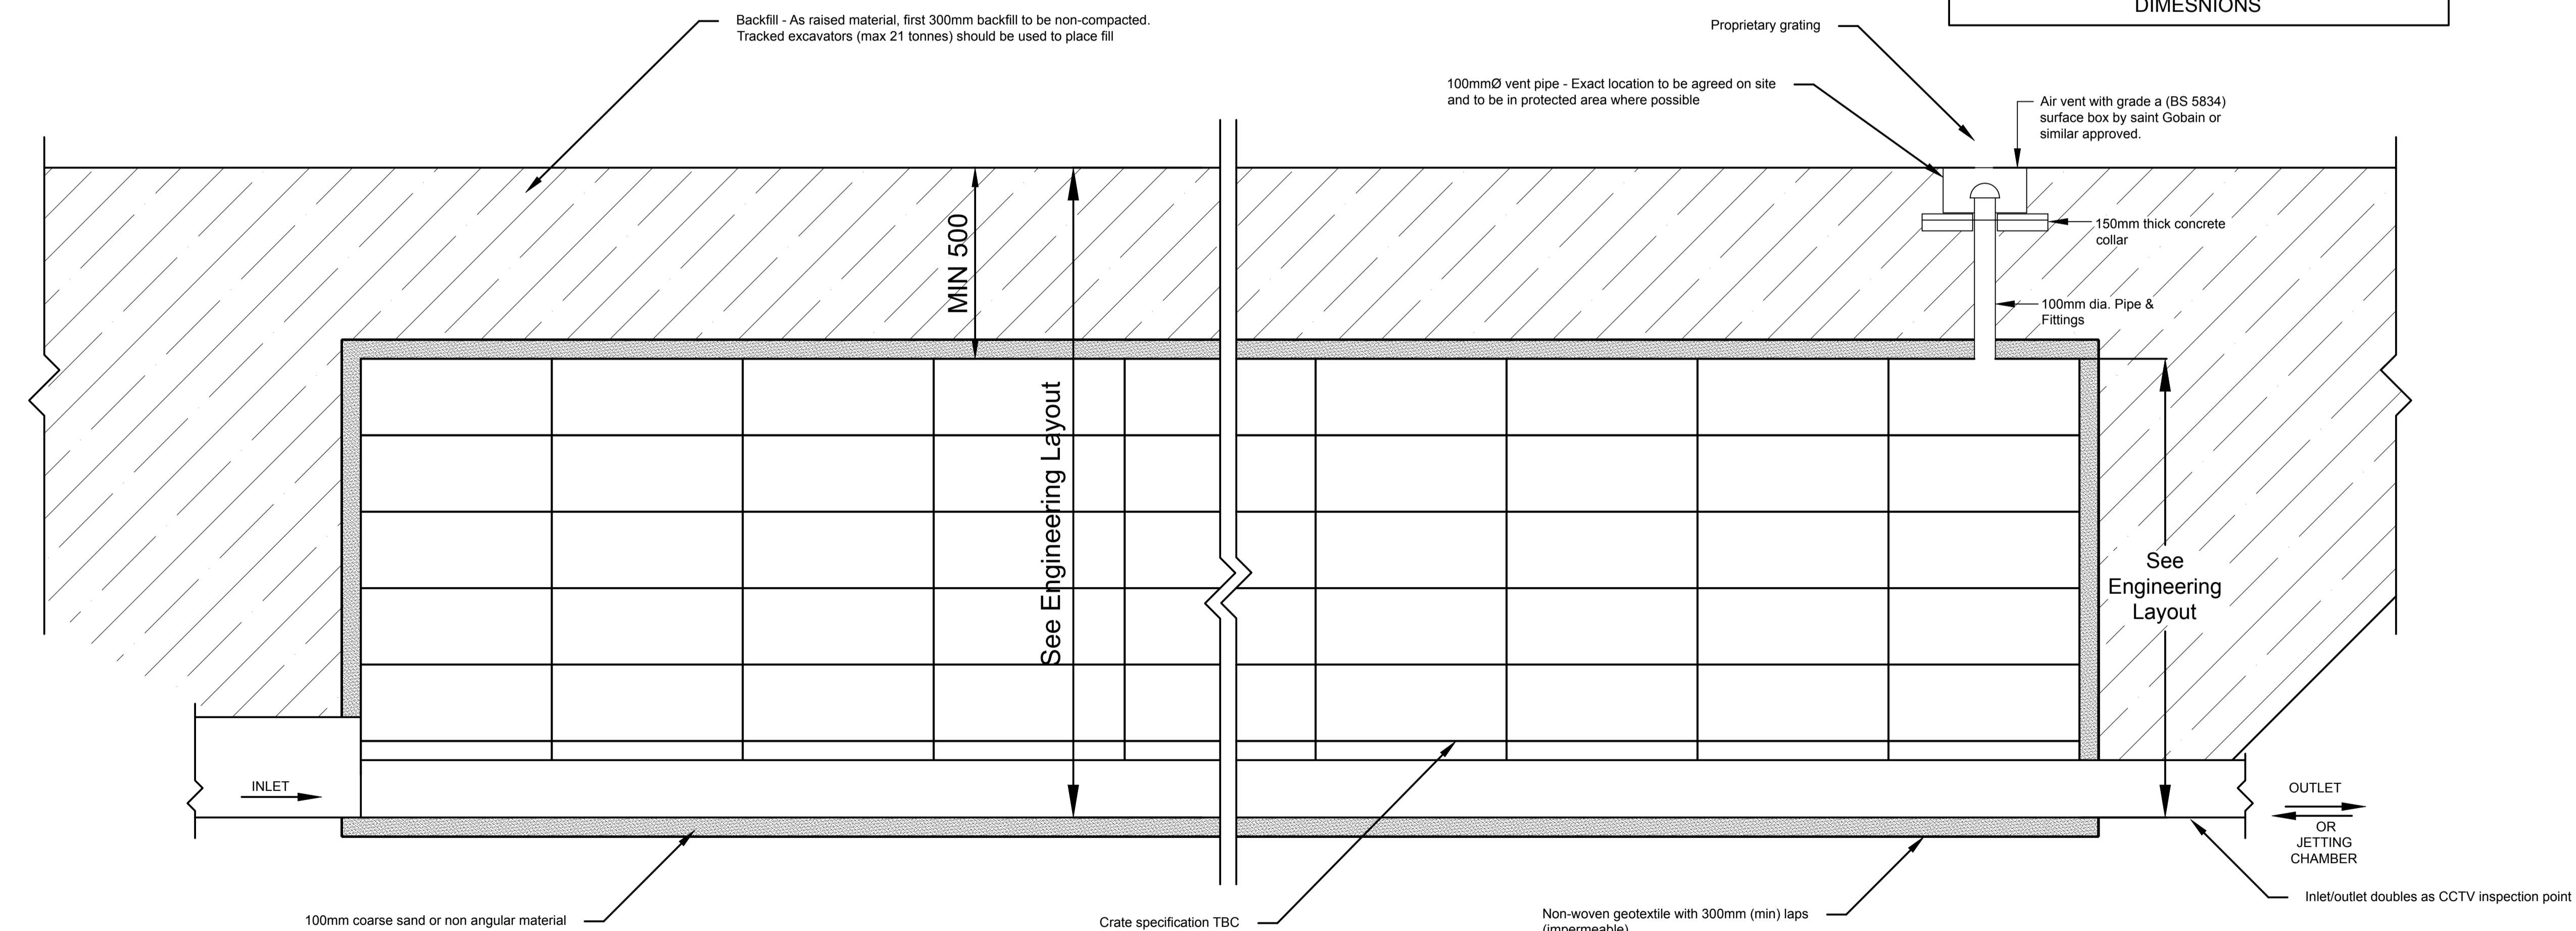 DIMESNIONS
Backfill - As raised material, first 300mm backfill to be non-compacted.
Tracked excavators (max 21 tonnes) should be used to place fill
Proprietary grating
100mmØ vent pipe - Exact location to be agreed on site
and to be in protected area where possible
Air vent with grade a (BS 5834)
surface box by saint Gobain or
similar approved.
150mm thick concrete
collar
100mm dia. Pipe &
Fittings
MIN 500
See Engineering Layout
See
Engineering
Layout
INLET
OUTLET
OR
JETTING
CHAMBER
Inlet/outlet doubles as CCTV inspection point
100mm coarse sand or non angular material
Crate specification TBC
Non-woven geotextile with 300mm (min) laps
(impermeable)